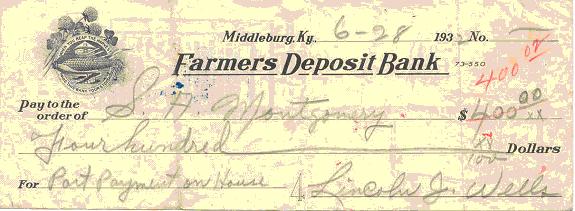 Middleburg, Ky. 6-28 193 No.
Farmers Deposit Bank 73-550
400 00
Pay to the order of S. A. Montgomery $400 00/xx
Four hundred xx/100 Dollars
For Part Payment on House Lincoln J. Wells